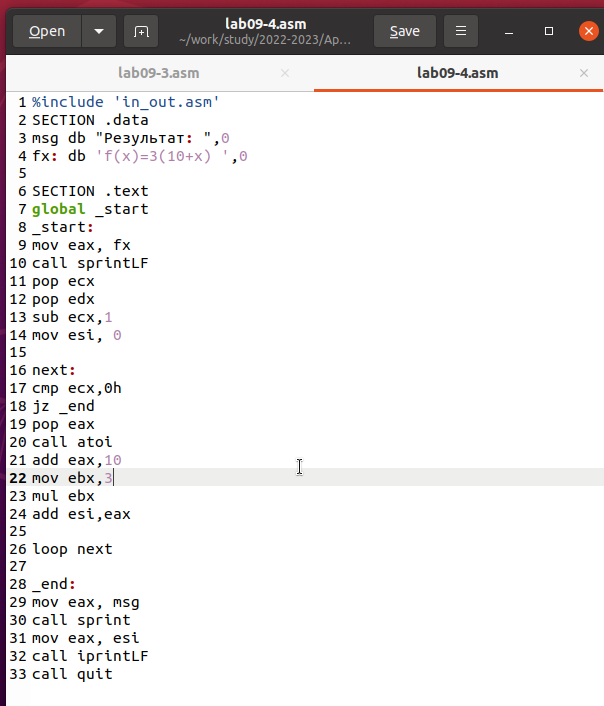 Open
lab09-4.asm
~/work/study/2022-2023/Ap...
Save
lab09-3.asm
lab09-4.asm
1 %include 'in_out.asm'
2 SECTION .data
3 msg db "Результат: ",0
4 fx: db 'f(x)=3(10+x) ',0
5
6 SECTION .text
7 global _start
8 _start:
9 mov eax, fx
10 call sprintLF
11 pop ecx
12 pop edx
13 sub ecx,1
14 mov esi, 0
15
16 next:
17 cmp ecx,0h
18 jz _end
19 pop eax
20 call atoi
21 add eax,10
22 mov ebx,3
23 mul ebx
24 add esi,eax
25
26 loop next
27
28 _end:
29 mov eax, msg
30 call sprint
31 mov eax, esi
32 call iprintLF
33 call quit